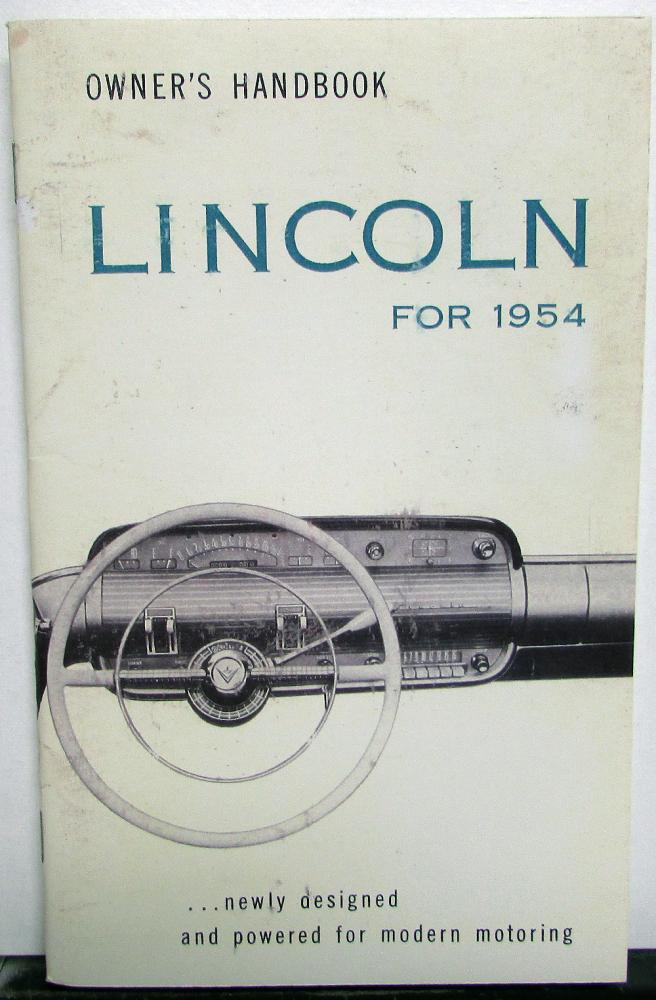 OWNER'S HANDBOOK
LINCOLN
FOR 1954
...newly designed
and powered for modern motoring